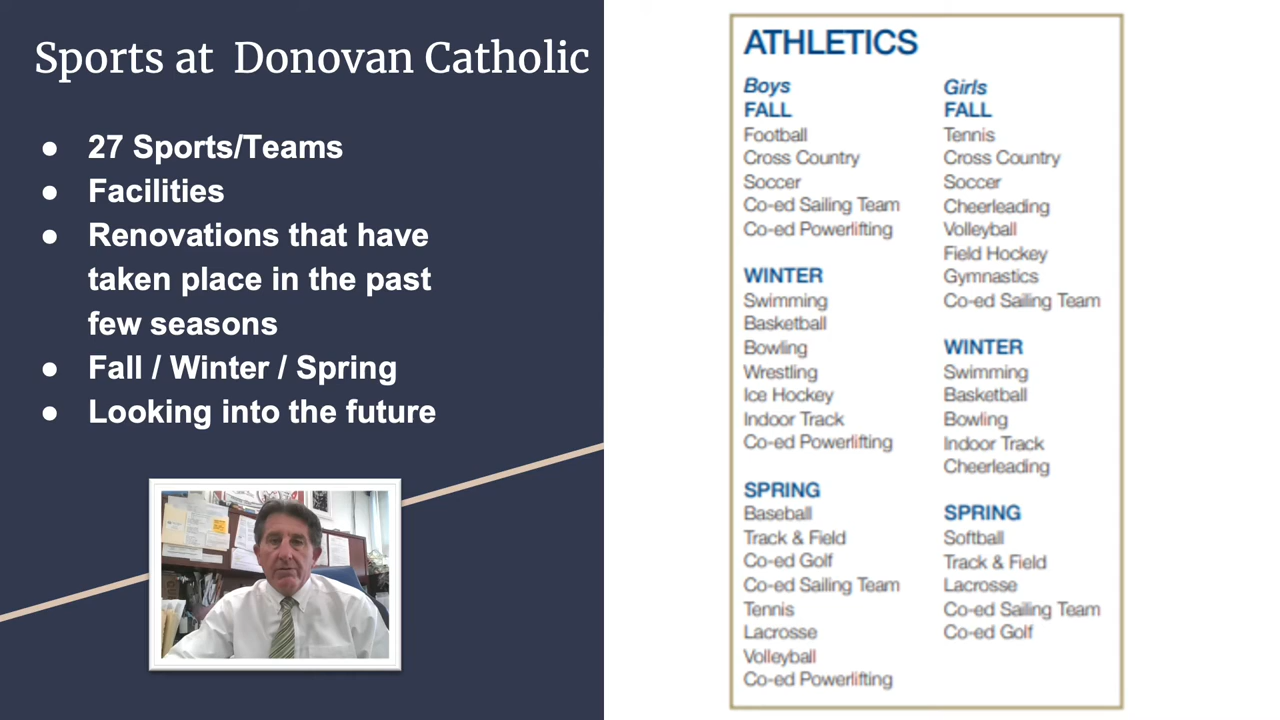 Sports at Donovan Catholic
● 27 Sports/Teams
● Facilities
● Renovations that have
taken place in the past
few seasons
● Fall / Winter / Spring
● Looking into the future
ATHLETICS
Boys
FALL
Football
Cross Country
Soccer
Co-ed Sailing Team
Co-ed Powerlifting
WINTER
Swimming
Basketball
Bowling
Wrestling
Ice Hockey
Indoor Track
Co-ed Powerlifting
SPRING
Baseball
Track & Field
Co-ed Golf
Co-ed Sailing Team
Tennis
Lacrosse
Volleyball
Co-ed Powerlifting
Girls
FALL
Tennis
Cross Country
Soccer
Cheerleading
Volleyball
Field Hockey
Gymnastics
Co-ed Sailing Team
WINTER
Swimming
Basketball
Bowling
Indoor Track
Cheerleading
SPRING
Softball
Track & Field
Lacrosse
Co-ed Sailing Team
Co-ed Golf